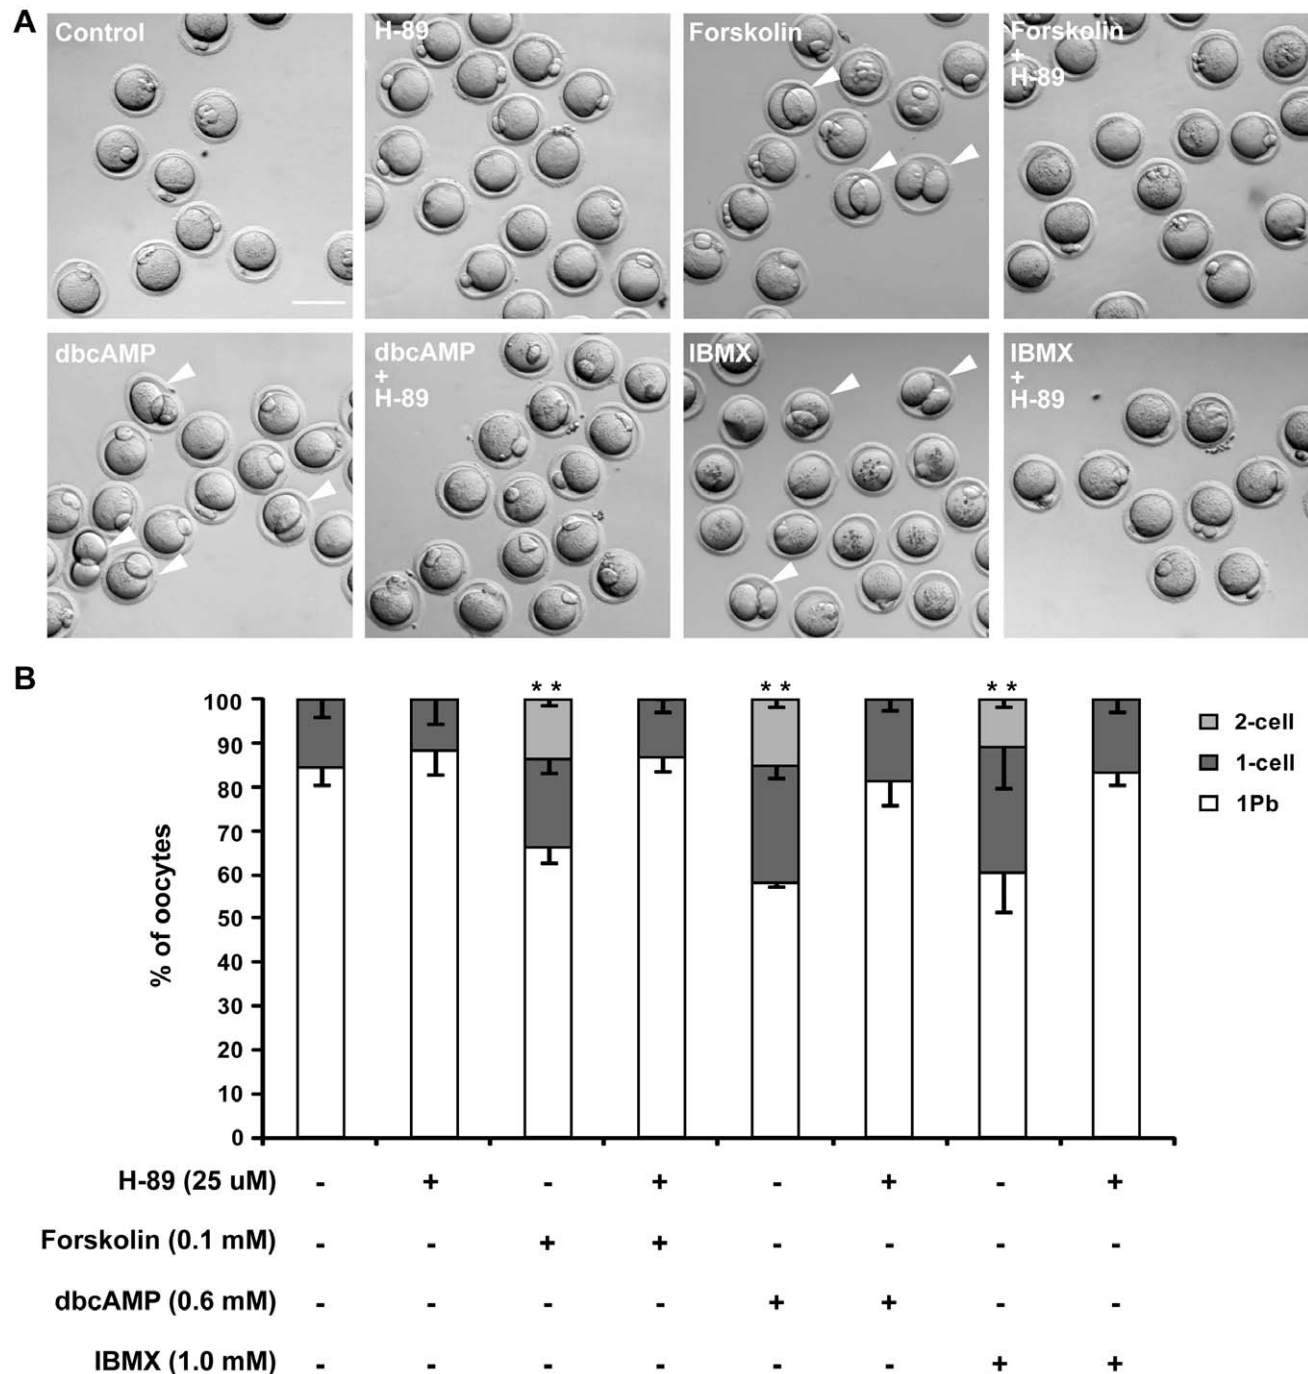 A
Control
H-89
Forskolin
Forskolin
+
H-89
dbcAMP
dbcAMP
+
H-89
IBMX
IBMX
+
H-89
B
* *
* *
* *
100
90
80
70
60
50
40
30
20
10
0
% of oocytes
2-cell
1-cell
1Pb
H-89 (25 uM) - + - + - + - +
Forskolin (0.1 mM) - - + + - - - -
dbcAMP (0.6 mM) - - - - + + - -
IBMX (1.0 mM) - - - - - - + +